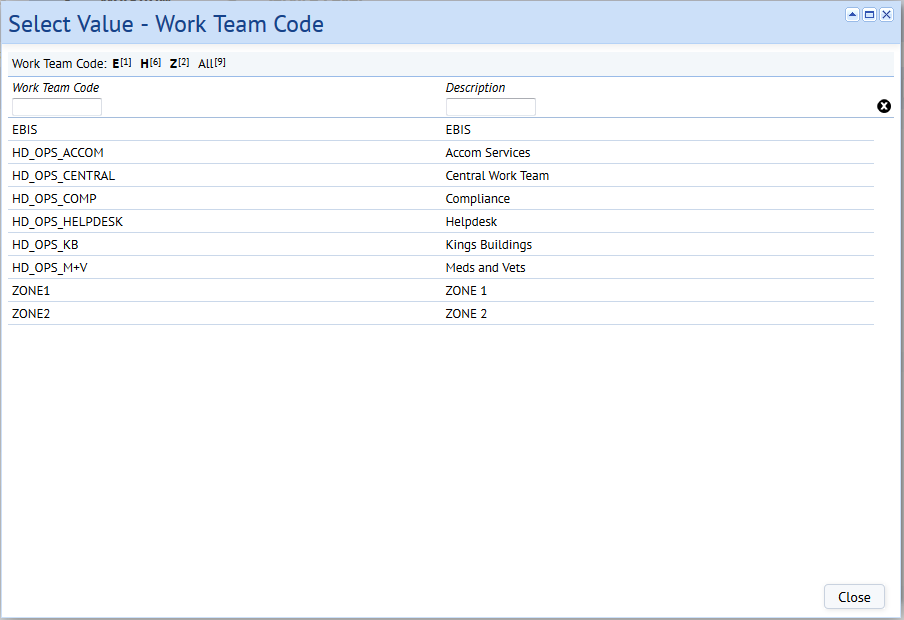 Select Value - Work Team Code
Work Team Code: E[1] H[6] Z[2] All[9]
Work Team Code Description
EBIS EBIS
HD_OPS_ACCOM Accom Services
HD_OPS_CENTRAL Central Work Team
HD_OPS_COMP Compliance
HD_OPS_HELPDESK Helpdesk
HD_OPS_KB Kings Buildings
HD_OPS_M+V Meds and Vets
ZONE1 ZONE 1
ZONE2 ZONE 2
Close